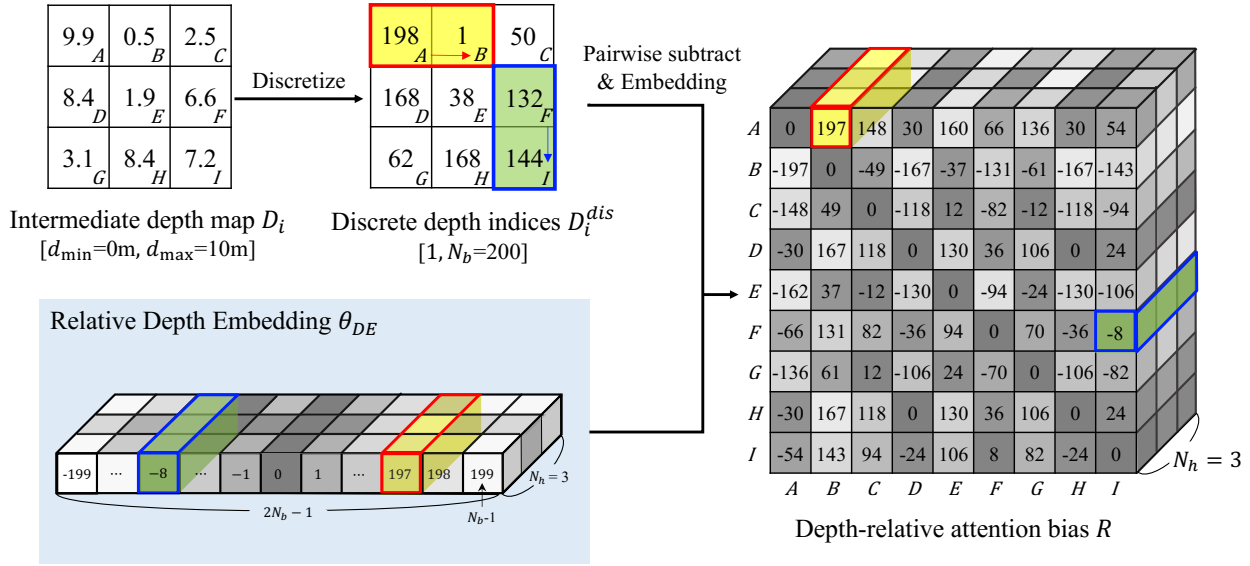 9.9 A 0.5 B 2.5 C
8.4 D 1.9 E 6.6 F
3.1 G 8.4 H 7.2 I
Intermediate depth map D_i
[d_min=0m, d_max=10m]
Discretize
198 A 1 B 50 C
168 D 38 E 132 F
62 G 168 H 144 I
Discrete depth indices D_i^dis
[1, N_b=200]
Pairwise subtract
& Embedding
Relative Depth Embedding θ_DE
-199 ... −8 ... −1 0 1 ... 197 198 199
N_h = 3
2N_b − 1
N_b-1
A 0 197 148 30 160 66 136 30 54
B -197 0 -49 -167 -37 -131 -61 -167 -143
C -148 49 0 -118 12 -82 -12 -118 -94
D -30 167 118 0 130 36 106 0 24
E -162 37 -12 -130 0 -94 -24 -130 -106
F -66 131 82 -36 94 0 70 -36 -8
G -136 61 12 -106 24 -70 0 -106 -82
H -30 167 118 0 130 36 106 0 24
I -54 143 94 -24 106 8 82 -24 0
A B C D E F G H I
N_h = 3
Depth-relative attention bias R